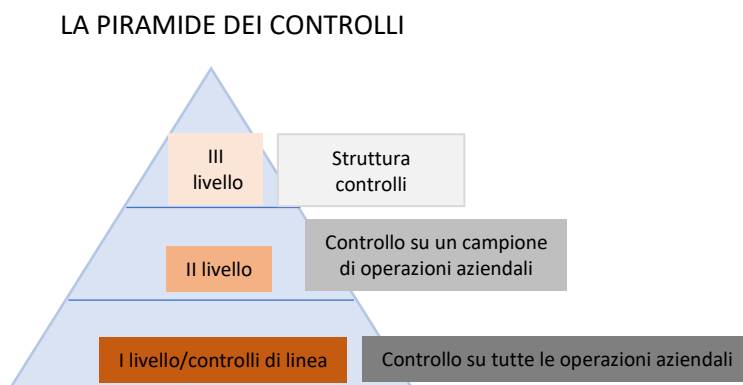 LA PIRAMIDE DEI CONTROLLI
III
livello
Struttura
controlli
II livello
Controllo su un campione
di operazioni aziendali
I livello/controlli di linea
Controllo su tutte le operazioni aziendali